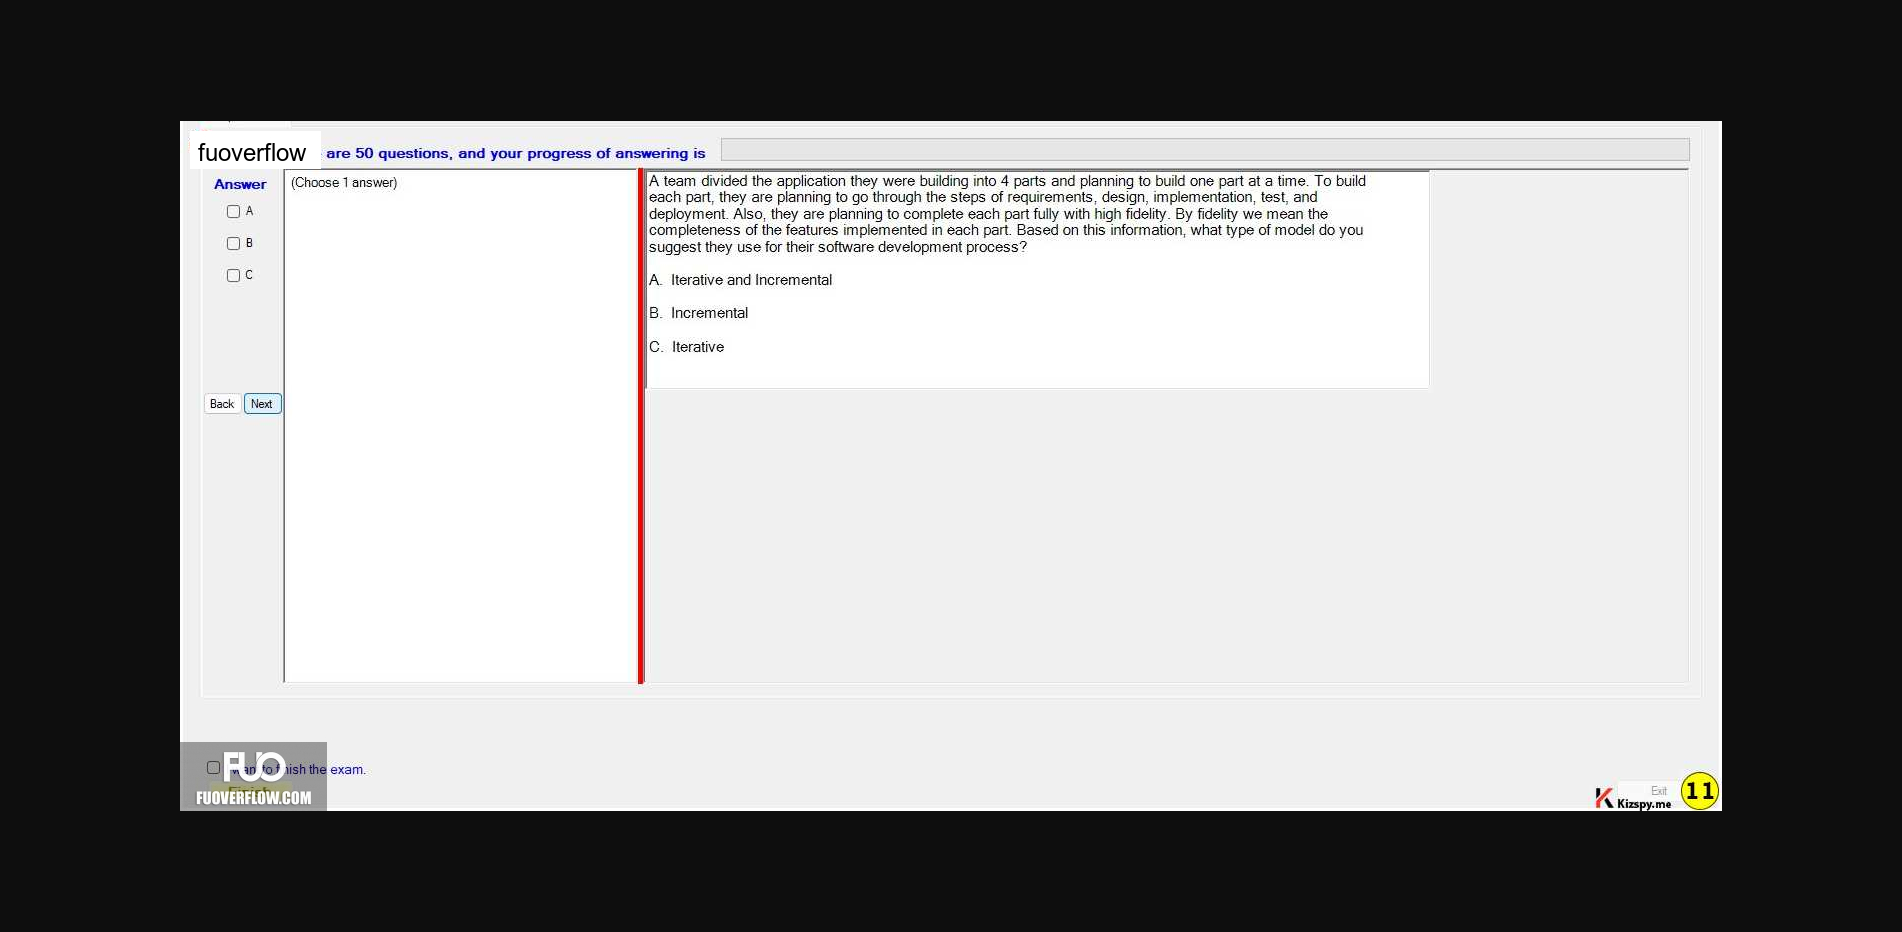 fuoverflow are 50 questions, and your progress of answering is
Answer
(Choose 1 answer)
A
B
C
Back Next
A team divided the application they were building into 4 parts and planning to build one part at a time. To build
each part, they are planning to go through the steps of requirements, design, implementation, test, and
deployment. Also, they are planning to complete each part fully with high fidelity. By fidelity we mean the
completeness of the features implemented in each part. Based on this information, what type of model do you
suggest they use for their software development process?
A. Iterative and Incremental
B. Incremental
C. Iterative
FUO
the exam.
Finish
FUOVERFLOW.COM
Exit
Kizspy.me
11